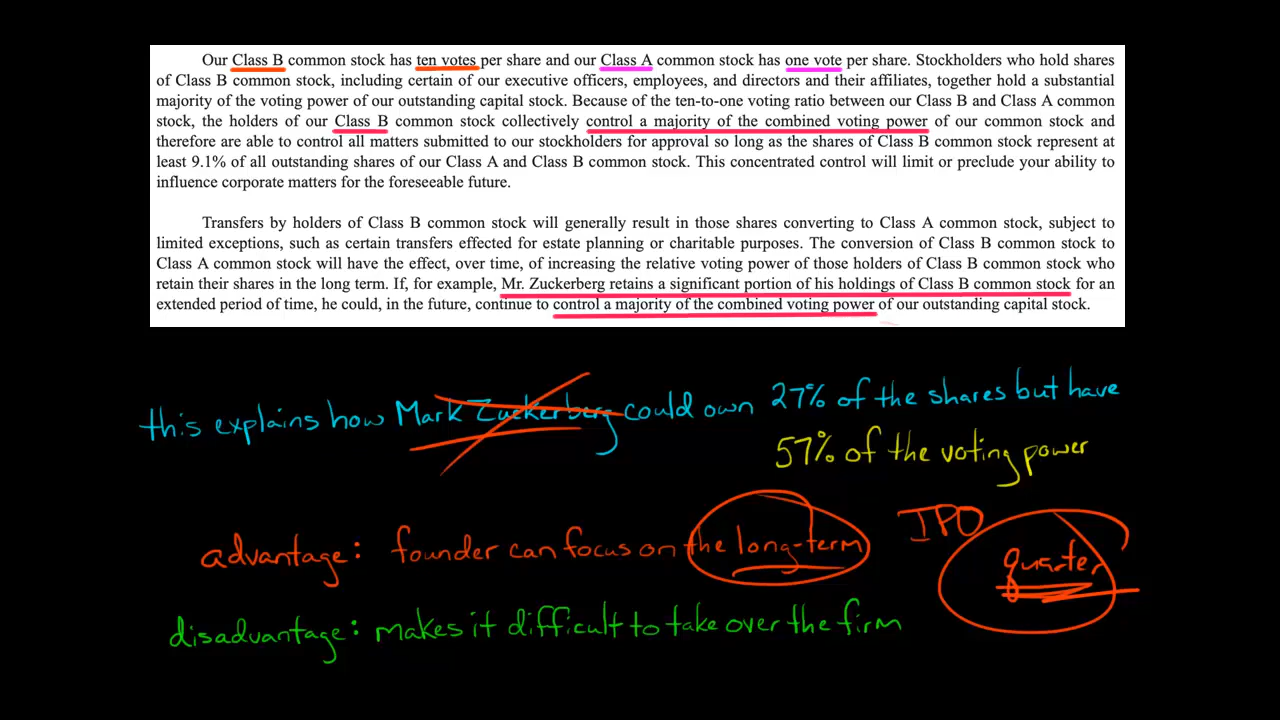 Our Class B common stock has ten votes per share and our Class A common stock has one vote per share. Stockholders who hold shares
of Class B common stock, including certain of our executive officers, employees, and directors and their affiliates, together hold a substantial
majority of the voting power of our outstanding capital stock. Because of the ten-to-one voting ratio between our Class B and Class A common
stock, the holders of our Class B common stock collectively control a majority of the combined voting power of our common stock and
therefore are able to control all matters submitted to our stockholders for approval so long as the shares of Class B common stock represent at
least 9.1% of all outstanding shares of our Class A and Class B common stock. This concentrated control will limit or preclude your ability to
influence corporate matters for the foreseeable future.
Transfers by holders of Class B common stock will generally result in those shares converting to Class A common stock, subject to
limited exceptions, such as certain transfers effected for estate planning or charitable purposes. The conversion of Class B common stock to
Class A common stock will have the effect, over time, of increasing the relative voting power of those holders of Class B common stock who
retain their shares in the long term. If, for example, Mr. Zuckerberg retains a significant portion of his holdings of Class B common stock for an
extended period of time, he could, in the future, continue to control a majority of the combined voting power of our outstanding capital stock.
this explains how Mark Zuckerberg could own 27% of the shares but have
57% of the voting power
advantage: founder can focus on the long-term
IPO
quarter
disadvantage: makes it difficult to take over the firm